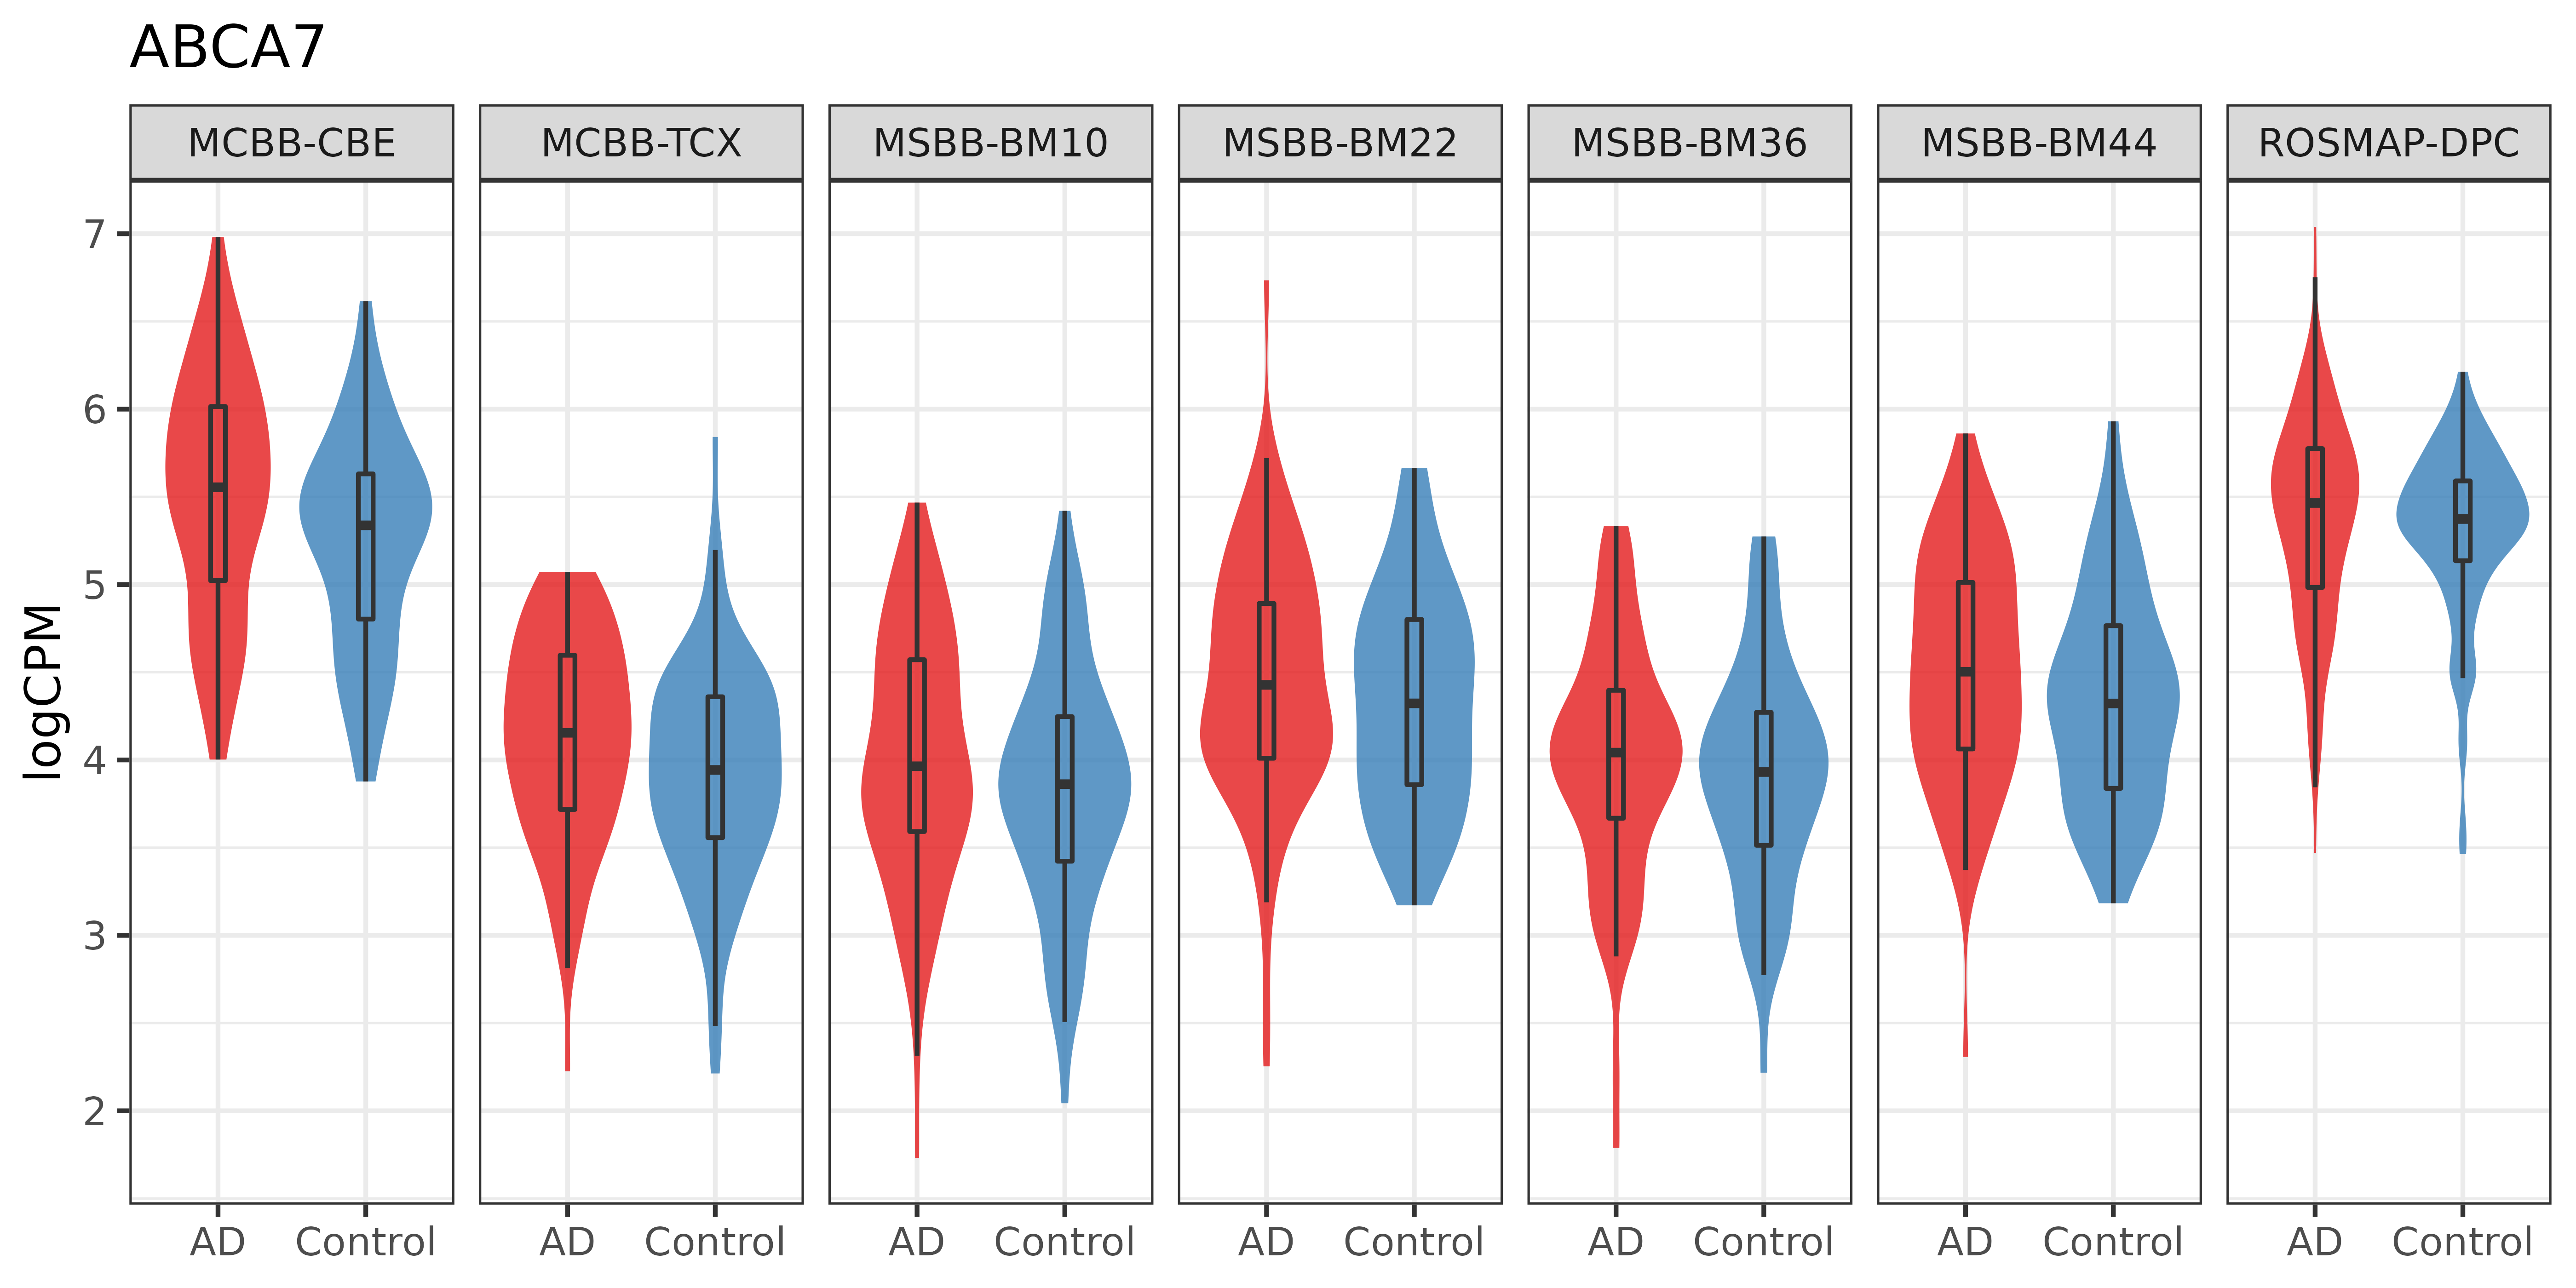 ABCA7
MCBB-CBE MCBB-TCX MSBB-BM10 MSBB-BM22 MSBB-BM36 MSBB-BM44 ROSMAP-DPC
7
6
5
4
3
2
logCPM
AD Control AD Control AD Control AD Control AD Control AD Control AD Control